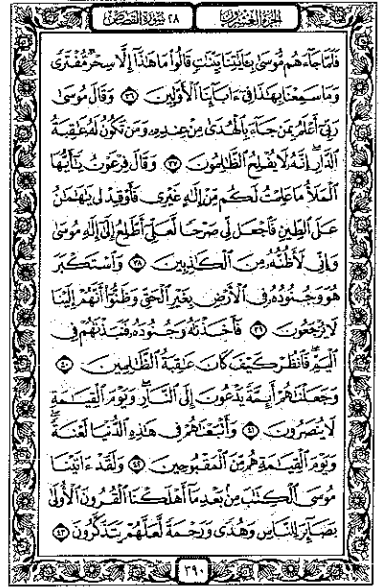 الجزء العشرون
٢٨ سورة القصص
فَلَمَّا جَآءَهُم مُّوسَىٰ بِـَٔايَٰتِنَا بَيِّنَٰتٍ قَالُوا۟ مَا هَٰذَآ إِلَّا سِحْرٌ مُّفْتَرًى
وَمَا سَمِعْنَا بِهَٰذَا فِىٓ ءَابَآئِنَا ٱلْأَوَّلِينَ ٣٦ وَقَالَ مُوسَىٰ
رَبِّىٓ أَعْلَمُ بِمَن جَآءَ بِٱلْهُدَىٰ مِنْ عِندِهِۦ وَمَن تَكُونُ لَهُۥ عَٰقِبَةُ
ٱلدَّارِ ۖ إِنَّهُۥ لَا يُفْلِحُ ٱلظَّٰلِمُونَ ٣٧ وَقَالَ فِرْعَوْنُ يَٰٓأَيُّهَا
ٱلْمَلَأُ مَا عَلِمْتُ لَكُم مِّنْ إِلَٰهٍ غَيْرِى فَأَوْقِدْ لِى يَٰهَٰمَٰنُ
عَلَى ٱلطِّينِ فَٱجْعَل لِّى صَرْحًا لَّعَلِّىٓ أَطَّلِعُ إِلَىٰٓ إِلَٰهِ مُوسَىٰ
وَإِنِّى لَأَظُنُّهُۥ مِنَ ٱلْكَٰذِبِينَ ٣٨ وَٱسْتَكْبَرَ
هُوَ وَجُنُودُهُۥ فِى ٱلْأَرْضِ بِغَيْرِ ٱلْحَقِّ وَظَنُّوٓا۟ أَنَّهُمْ إِلَيْنَا
لَا يُرْجَعُونَ ٣٩ فَأَخَذْنَٰهُ وَجُنُودَهُۥ فَنَبَذْنَٰهُمْ فِى
ٱلْيَمِّ ۖ فَٱنظُرْ كَيْفَ كَانَ عَٰقِبَةُ ٱلظَّٰلِمِينَ ٤٠
وَجَعَلْنَٰهُمْ أَئِمَّةً يَدْعُونَ إِلَى ٱلنَّارِ ۖ وَيَوْمَ ٱلْقِيَٰمَةِ
لَا يُنصَرُونَ ٤١ وَأَتْبَعْنَٰهُمْ فِى هَٰذِهِ ٱلدُّنْيَا لَعْنَةً ۖ
وَيَوْمَ ٱلْقِيَٰمَةِ هُم مِّنَ ٱلْمَقْبُوحِينَ ٤٢ وَلَقَدْ ءَاتَيْنَا
مُوسَى ٱلْكِتَٰبَ مِنۢ بَعْدِ مَآ أَهْلَكْنَا ٱلْقُرُونَ ٱلْأُولَىٰ
بَصَآئِرَ لِلنَّاسِ وَهُدًى وَرَحْمَةً لَّعَلَّهُمْ يَتَذَكَّرُونَ ٤٣
٣٩٠